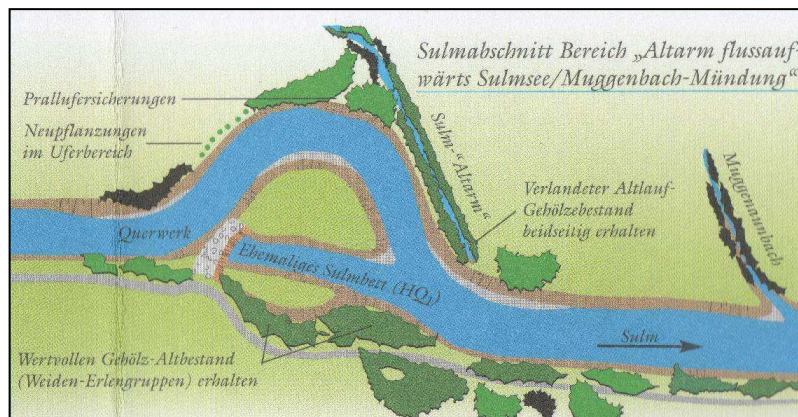 Sulmabschnitt Bereich „Altarm flussauf-
wärts Sulmsee/Muggenbach-Mündung“
Prallufersicherungen
Neupflanzungen
im Uferbereich
Sulm-“Altarm“
Verlandeter Altlauf-
Gehölzebestand
beidseitig erhalten
Muggenaunbach
Querwerk
Ehemaliges Sulmbett (HQ1)
Sulm
Wertvollen Gehölz-Altbestand
(Weiden-Erlengruppen) erhalten